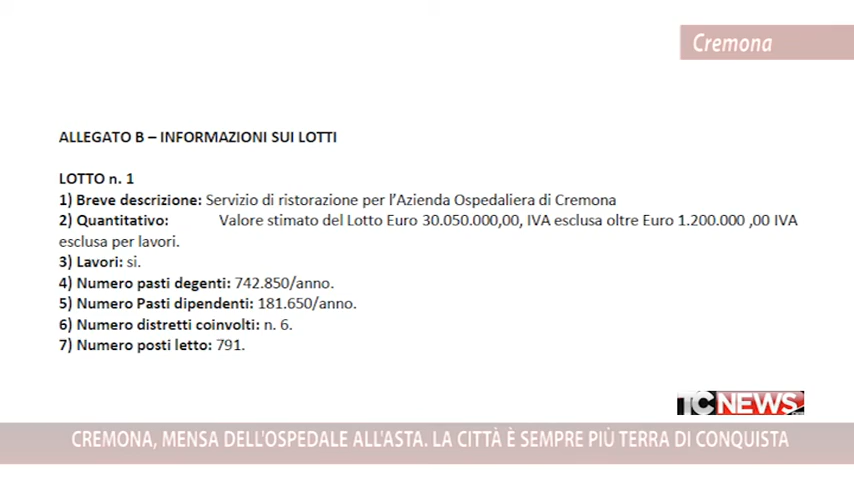 Cremona
ALLEGATO B – INFORMAZIONI SUI LOTTI
LOTTO n. 1
1) Breve descrizione: Servizio di ristorazione per l'Azienda Ospedaliera di Cremona
2) Quantitativo: Valore stimato del Lotto Euro 30.050.000,00, IVA esclusa oltre Euro 1.200.000 ,00 IVA
esclusa per lavori.
3) Lavori: si.
4) Numero pasti degenti: 742.850/anno.
5) Numero Pasti dipendenti: 181.650/anno.
6) Numero distretti coinvolti: n. 6.
7) Numero posti letto: 791.
TC NEWS
CREMONA, MENSA DELL'OSPEDALE ALL'ASTA. LA CITTÀ È SEMPRE PIÙ TERRA DI CONQUISTA